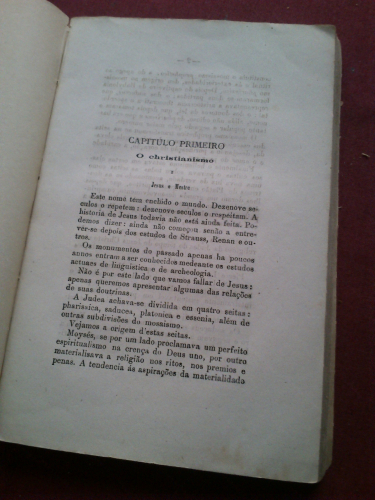 CAPITULO PRIMEIRO
O christianismo
Jesus o Mestre
Este nome tem enchido o mundo. Dezenove se-
culos o repetem: dezenove seculos o respeitam. A
historia de Jesus todavia não está ainda feita. Po-
demos dizer: ainda não começou senão a entre-
ver-se depois dos estudos de Strauss, Renan e ou-
tros.
Os monumentos do passado apenas ha poucos
annos entram a ser conhecidos medeante os estudos
actuaes de linguistica e de archeologia.
Não é por este lado que vamos fallar de Jesus:
apenas queremos apresentar algumas das relações
de suas doutrinas.
A Judea achava-se dividida em quatro seitas:
pharisaica, saducea, platonica e essenia, além de
outras subdivisões do mosaismo.
Vejamos a origem d'estas seitas.
Moysés, se por um lado proclamava um perfeito
espiritualismo na crença do Deus uno, por outro
materialisava a religião nos ritos, nos premios e
penas. A tendencia ás aspirações da materialidade